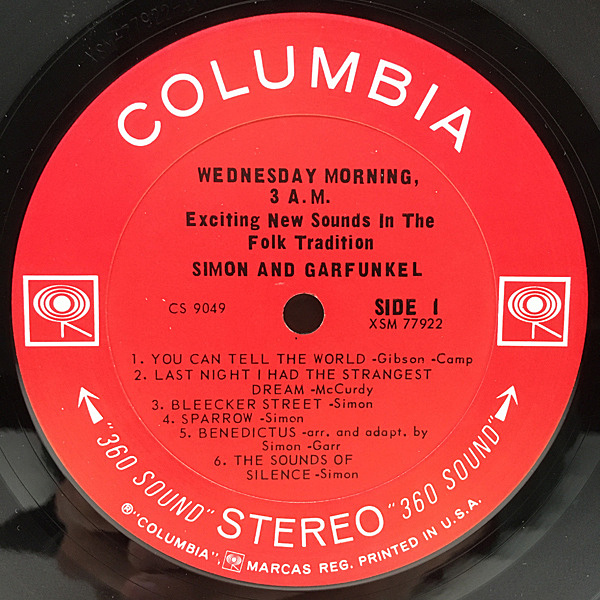 COLUMBIA
WEDNESDAY MORNING,
3 A.M.
Exciting New Sounds In The
Folk Tradition
SIMON AND GARFUNKEL
CS 9049
SIDE 1
XSM 77922
1. YOU CAN TELL THE WORLD -Gibson -Camp
2. LAST NIGHT I HAD THE STRANGEST
DREAM -McCurdy
3. BLEECKER STREET -Simon
4. SPARROW -Simon
5. BENEDICTUS -arr. and adapt. by
Simon -Garr
6. THE SOUNDS OF
SILENCE -Simon
"360 SOUND" STEREO "360 SOUND"
℗"COLUMBIA", MARCAS REG. PRINTED IN U.S.A.